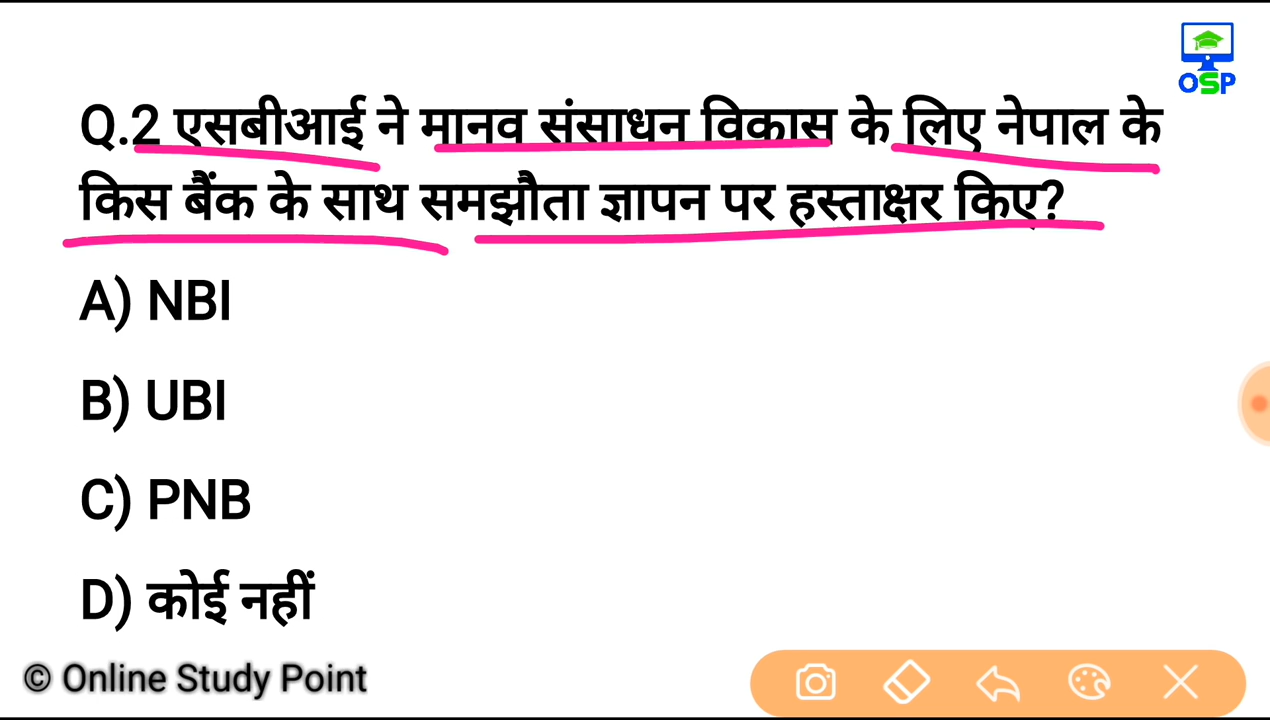 OSP
Q.2 एसबीआई ने मानव संसाधन विकास के लिए नेपाल के
किस बैंक के साथ समझौता ज्ञापन पर हस्ताक्षर किए?
A) NBI
B) UBI
C) PNB
D) कोई नहीं
© Online Study Point